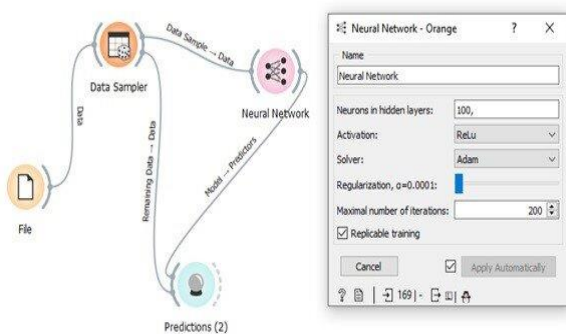 Data Sample → Data
Data Sampler
Neural Network
Data
Remaining Data → Data
Model → Predictors
File
Predictions (2)
Neural Network - Orange ? X
Name
Neural Network
Neurons in hidden layers: 100,
Activation: ReLu
Solver: Adam
Regularization, α=0.0001:
Maximal number of iterations: 200
Replicable training
Cancel Apply Automatically
? 169 | -